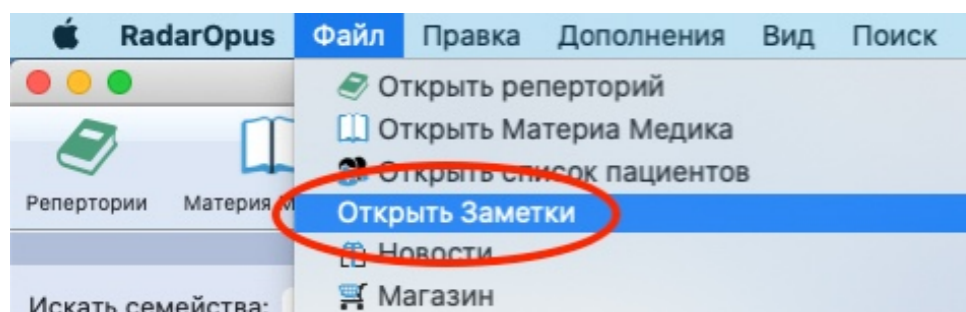 RadarOpus Файл Правка Дополнения Вид Поиск
Открыть реперторий
Открыть Материа Медика
Открыть список пациентов
Репертории Материя М
Открыть Заметки
Новости
Магазин
Искать семейства: